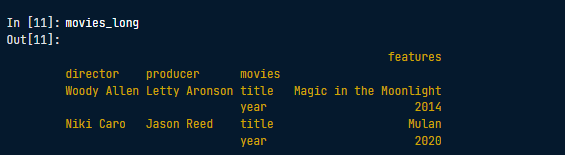 In [11]: movies_long
Out[11]:
features
director producer movies
Woody Allen Letty Aronson title Magic in the Moonlight
year 2014
Niki Caro Jason Reed title Mulan
year 2020